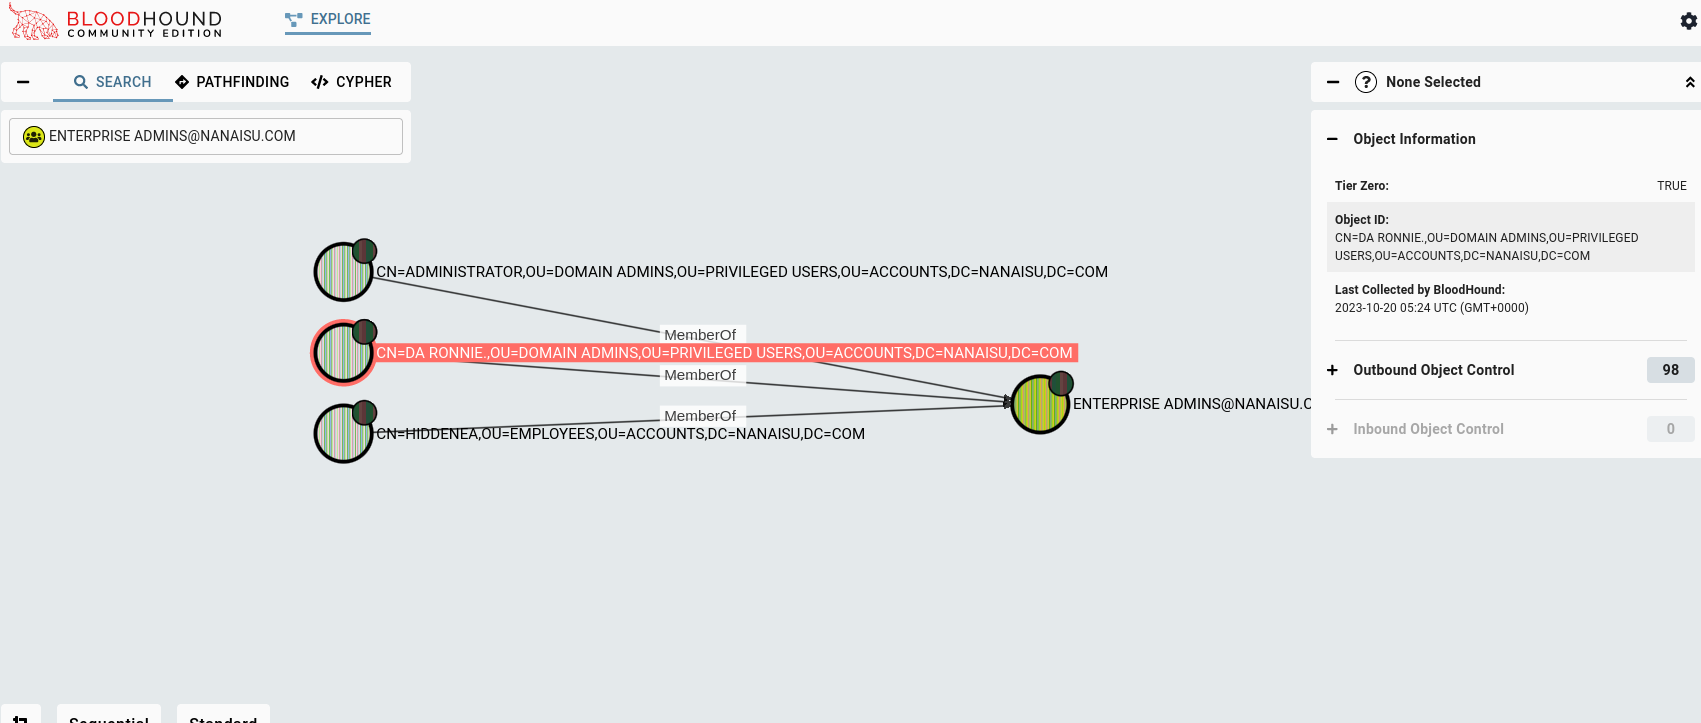 BLOODHOUND
COMMUNITY EDITION
EXPLORE
SEARCH
PATHFINDING
CYPHER
ENTERPRISE ADMINS@NANAISU.COM
CN=ADMINISTRATOR,OU=DOMAIN ADMINS,OU=PRIVILEGED USERS,OU=ACCOUNTS,DC=NANAISU,DC=COM
MemberOf
CN=DA RONNIE.,OU=DOMAIN ADMINS,OU=PRIVILEGED USERS,OU=ACCOUNTS,DC=NANAISU,DC=COM
MemberOf
ENTERPRISE ADMINS@NANAISU.C
MemberOf
CN=HIDDENEA,OU=EMPLOYEES,OU=ACCOUNTS,DC=NANAISU,DC=COM
None Selected
Object Information
Tier Zero: TRUE
Object ID:
CN=DA RONNIE.,OU=DOMAIN ADMINS,OU=PRIVILEGED
USERS,OU=ACCOUNTS,DC=NANAISU,DC=COM
Last Collected by BloodHound:
2023-10-20 05:24 UTC (GMT+0000)
Outbound Object Control 98
Inbound Object Control 0
Sequential
Standard